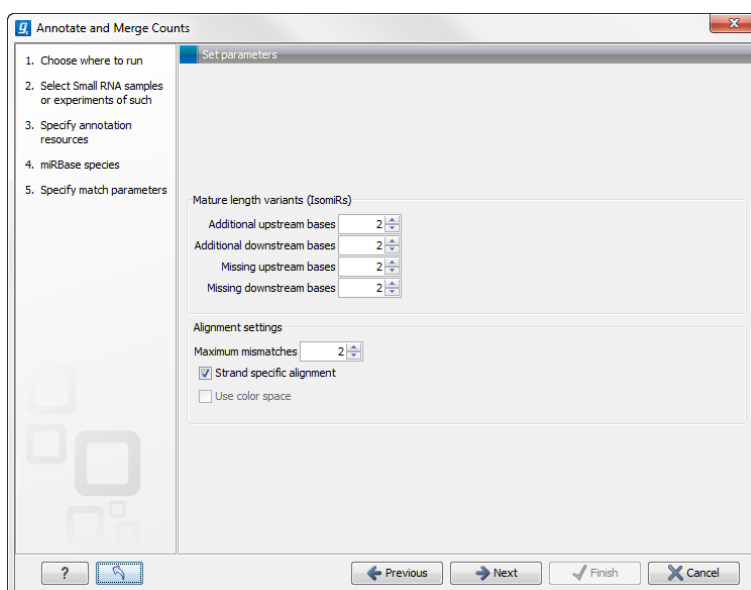 Annotate and Merge Counts
1. Choose where to run
2. Select Small RNA samples
or experiments of such
3. Specify annotation
resources
4. miRBase species
5. Specify match parameters
Set parameters
Mature length variants (IsomiRs)
Additional upstream bases 2
Additional downstream bases 2
Missing upstream bases 2
Missing downstream bases 2
Alignment settings
Maximum mismatches 2
Strand specific alignment
Use color space
? Previous Next Finish Cancel